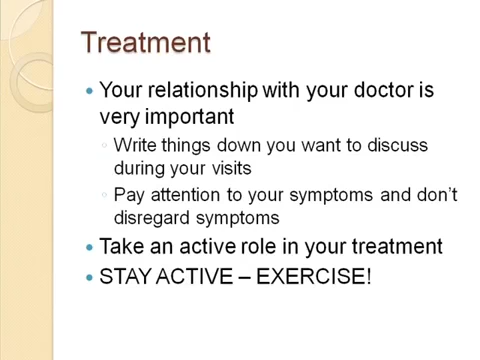 Treatment
• Your relationship with your doctor is
very important
◦ Write things down you want to discuss
during your visits
◦ Pay attention to your symptoms and don't
disregard symptoms
• Take an active role in your treatment
• STAY ACTIVE – EXERCISE!